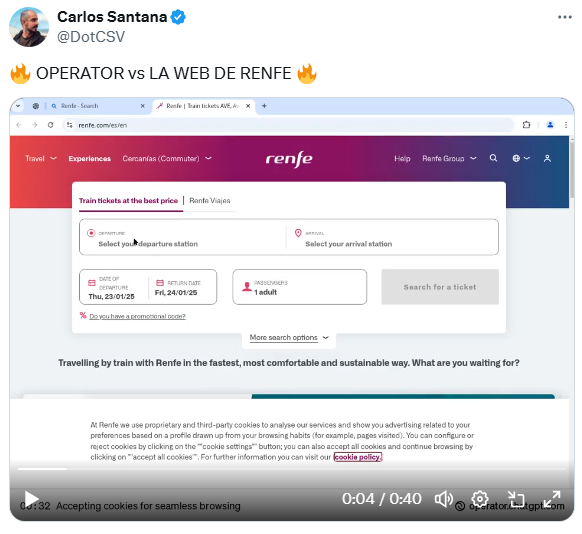 Carlos Santana
@DotCSV
🔥 OPERATOR vs LA WEB DE RENFE 🔥
Renfe - Search
Renfe | Train tickets AVE, Av
renfe.com/es/en
Travel
Experiences
Cercanías (Commuter)
renfe
Help
Renfe Group
Train tickets at the best price | Renfe Viajes
DEPARTURE
Select your departure station
ARRIVAL
Select your arrival station
DATE OF
DEPARTURE
Thu, 23/01/25
RETURN DATE
Fri, 24/01/25
PASSENGERS
1 adult
Search for a ticket
% Do you have a promotional code?
More search options
Travelling by train with Renfe in the fastest, most comfortable and sustainable way. What are you waiting for?
At Renfe we use proprietary and third-party cookies to analyse our services and show you advertising related to your
preferences based on a profile drawn up from your browsing habits (for example, pages visited). You can configure or
reject cookies by clicking on the ""cookie settings"" button; you can also accept all cookies and continue browsing by
clicking on ""accept all cookies"". For further information you can visit our cookie policy.
0:04 / 0:40
:32 Accepting cookies for seamless browsing
operator.chatgpt.com